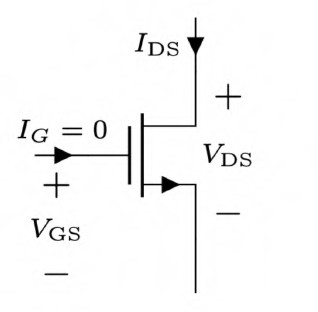 I_DS
+
I_G = 0
V_DS
+
−
V_GS
−